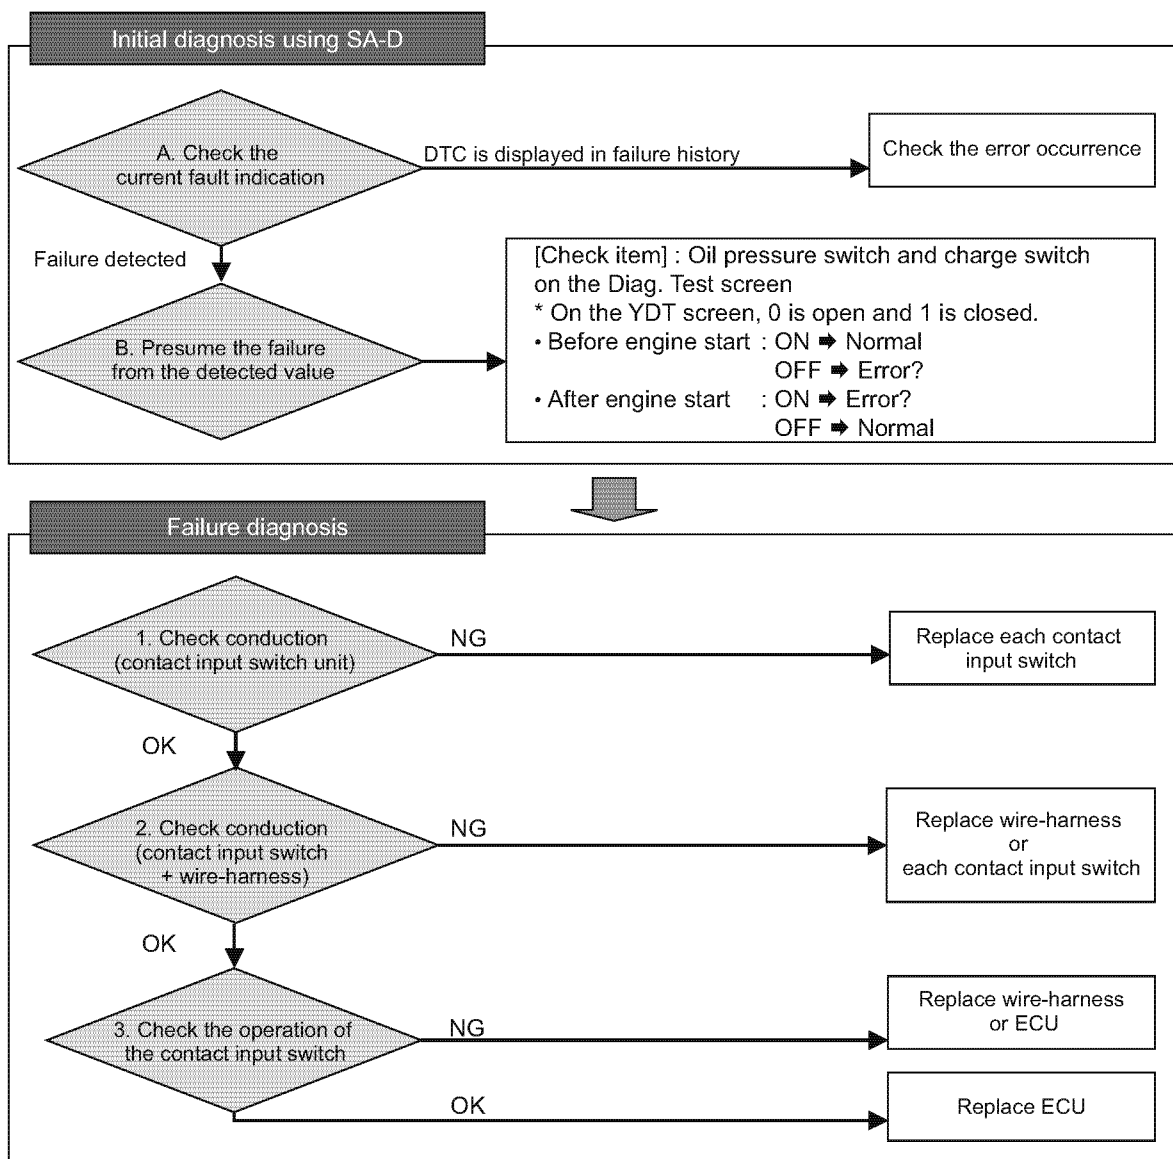 Initial diagnosis using SA-D
A. Check the
current fault indication
DTC is displayed in failure history
Check the error occurrence
Failure detected
B. Presume the failure
from the detected value
[Check item] : Oil pressure switch and charge switch
on the Diag. Test screen
* On the YDT screen, 0 is open and 1 is closed.
• Before engine start : ON ➡ Normal
OFF ➡ Error?
• After engine start : ON ➡ Error?
OFF ➡ Normal
Failure diagnosis
1. Check conduction
(contact input switch unit)
NG
Replace each contact
input switch
OK
2. Check conduction
(contact input switch
+ wire-harness)
NG
Replace wire-harness
or
each contact input switch
OK
3. Check the operation of
the contact input switch
NG
Replace wire-harness
or ECU
OK
Replace ECU